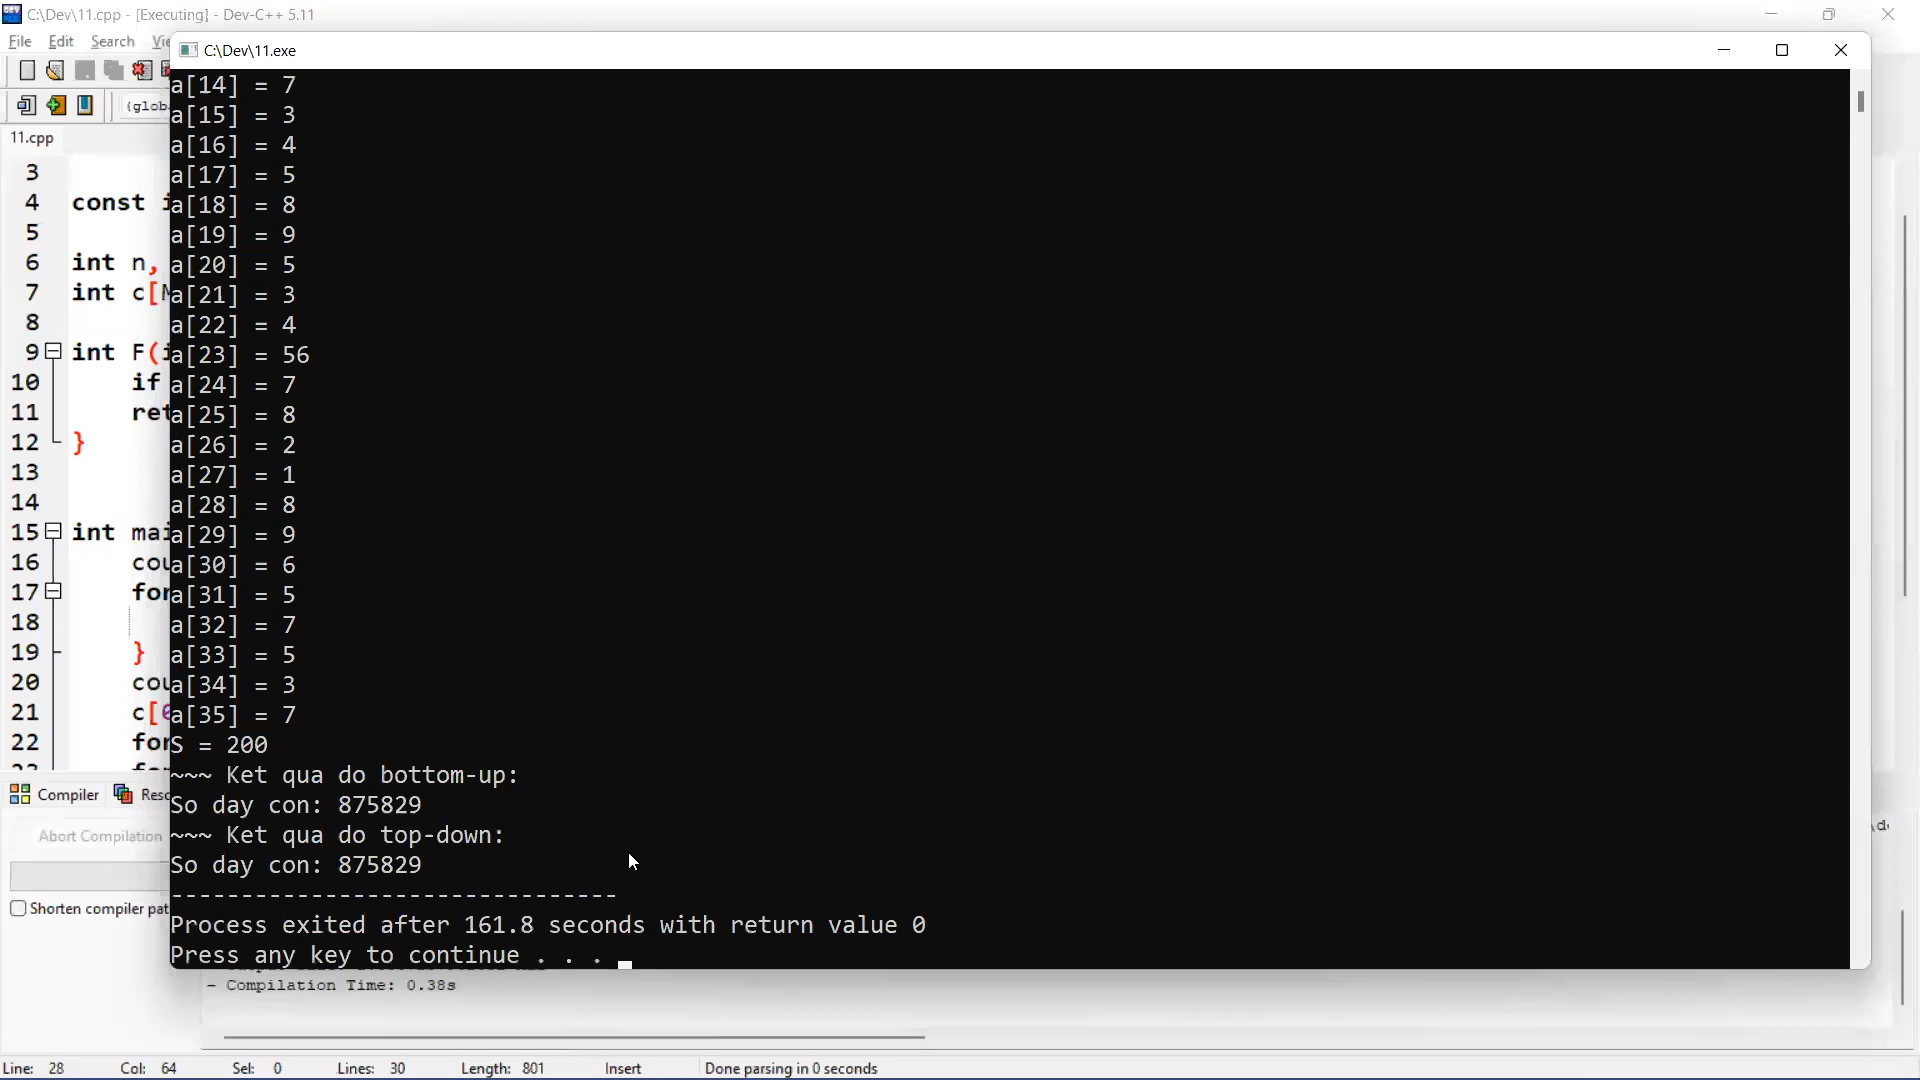 C:\Dev\11.cpp - [Executing] - Dev-C++ 5.11
File Edit Search
C:\Dev\11.exe
(glob
11.cpp
3
4 const
5
6 int n,
7 int c[
8
9 int F(
10 if
11 ret
12 }
13
14
15 int mai
16 cou
17 for
18
19 }
20 cou
21 c[0
22 for
a[14] = 7
a[15] = 3
a[16] = 4
a[17] = 5
a[18] = 8
a[19] = 9
a[20] = 5
a[21] = 3
a[22] = 4
a[23] = 56
a[24] = 7
a[25] = 8
a[26] = 2
a[27] = 1
a[28] = 8
a[29] = 9
a[30] = 6
a[31] = 5
a[32] = 7
a[33] = 5
a[34] = 3
a[35] = 7
S = 200
~~~ Ket qua do bottom-up:
So day con: 875829
~~~ Ket qua do top-down:
So day con: 875829
--------------------------------
Process exited after 161.8 seconds with return value 0
Press any key to continue . . .
Compiler
Abort Compilation
Shorten compiler pat
- Compilation Time: 0.38s
Line: 28 Col: 64 Sel: 0 Lines: 30 Length: 801 Insert Done parsing in 0 seconds